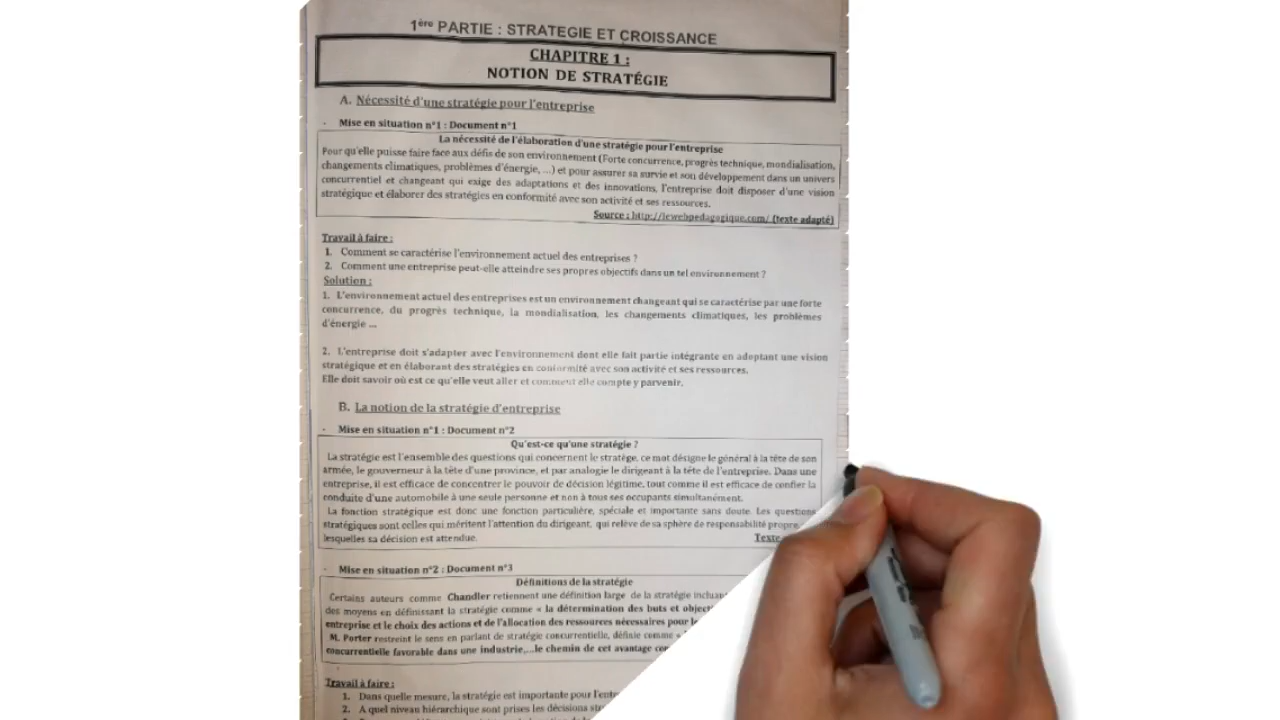 1ère PARTIE : STRATEGIE ET CROISSANCE
CHAPITRE 1 :
NOTION DE STRATÉGIE
A. Nécessité d'une stratégie pour l'entreprise
- Mise en situation n°1 : Document n°1
La nécessité de l'élaboration d'une stratégie pour l'entreprise
Pour qu'elle puisse faire face aux défis de son environnement (Forte concurrence, progrès technique, mondialisation,
changements climatiques, problèmes d'énergie, ...) et pour assurer sa survie et son développement dans un univers
concurrentiel et changeant qui exige des adaptations et des innovations, l'entreprise doit disposer d'une vision
stratégique et élaborer des stratégies en conformité avec son activité et ses ressources.
Source : http://lewebpedagogique.com/ (texte adapté)
Travail à faire :
1. Comment se caractérise l'environnement actuel des entreprises ?
2. Comment une entreprise peut-elle atteindre ses propres objectifs dans un tel environnement ?
Solution :
1. L'environnement actuel des entreprises est un environnement changeant qui se caractérise par une forte
concurrence, du progrès technique, la mondialisation, les changements climatiques, les problèmes
d'énergie ...
2. L'entreprise doit s'adapter avec l'environnement dont elle fait partie intégrante en adoptant une vision
stratégique et en élaborant des stratégies en conformité avec son activité et ses ressources.
Elle doit savoir où est ce qu'elle veut aller et comment elle compte y parvenir.
B. La notion de la stratégie d'entreprise
- Mise en situation n°1 : Document n°2
Qu'est-ce qu'une stratégie ?
La stratégie est l'ensemble des questions qui concernent le stratège, ce mot désigne le général à la tête de son
armée, le gouverneur à la tête d'une province, et par analogie le dirigeant à la tête de l'entreprise. Dans une
entreprise, il est efficace de concentrer le pouvoir de décision légitime, tout comme il est efficace de confier la
conduite d'une automobile à une seule personne et non à tous ses occupants simultanément.
La fonction stratégique est donc une fonction particulière, spéciale et importante sans doute. Les questions
stratégiques sont celles qui méritent l'attention du dirigeant, qui relève de sa sphère de responsabilité propre
lesquelles sa décision est attendue.
Texte
- Mise en situation n°2 : Document n°3
Définitions de la stratégie
Certains auteurs comme Chandler retiennent une définition large de la stratégie incluan
des moyens en définissant la stratégie comme « la détermination des buts et object
entreprise et le choix des actions et de l'allocation des ressources nécessaires pour le
M. Porter restreint le sens en parlant de stratégie concurrentielle, définie comme «
concurrentielle favorable dans une industrie,...le chemin de cet avantage con
Travail à faire :
1. Dans quelle mesure, la stratégie est importante pour l'entr
2. A quel niveau hiérarchique sont prises les décisions str